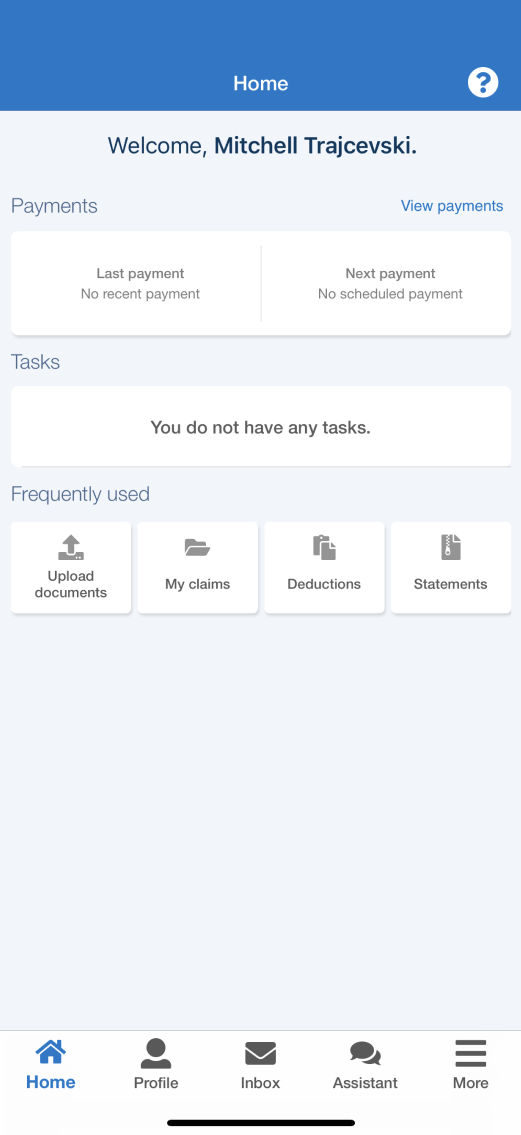 Home
?
Welcome, Mitchell Trajcevski.
Payments
View payments
Last payment
No recent payment
Next payment
No scheduled payment
Tasks
You do not have any tasks.
Frequently used
Upload
documents
My claims
Deductions
Statements
Home
Profile
Inbox
Assistant
More